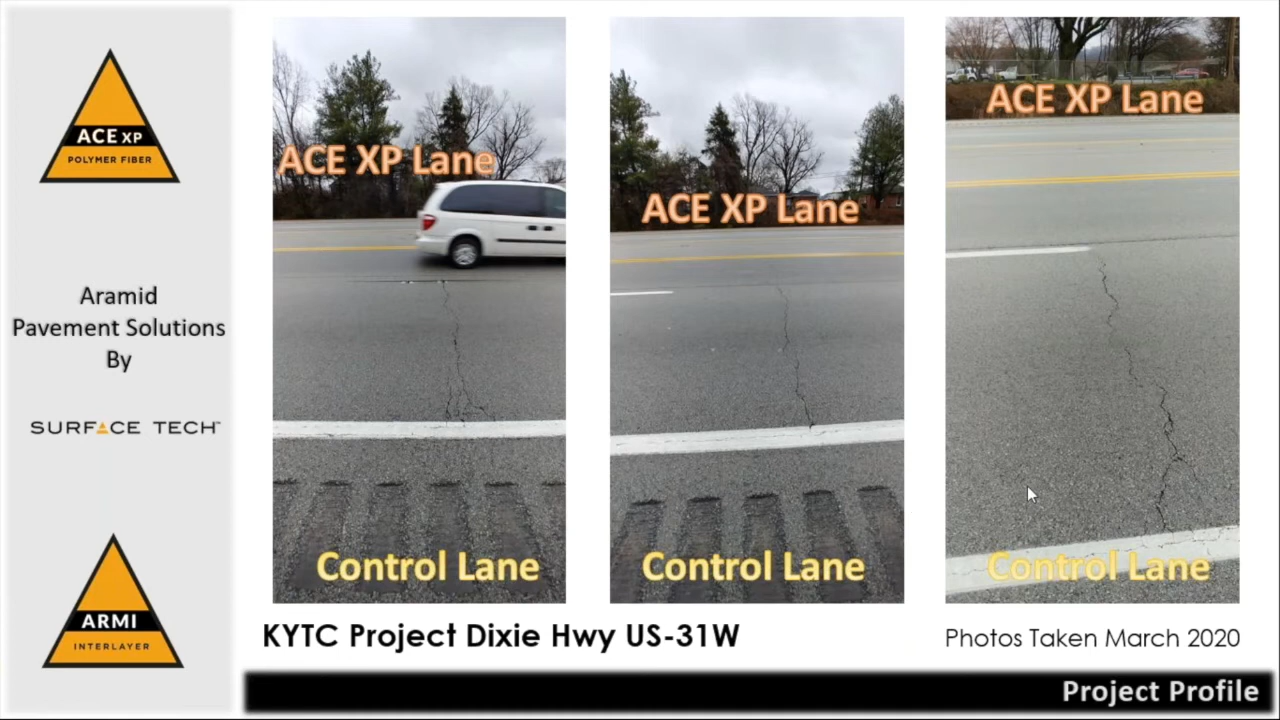 ACE XP
POLYMER FIBER
Aramid
Pavement Solutions
By
SURFACE TECH™
ARMI
INTERLAYER
ACE XP Lane
Control Lane
ACE XP Lane
Control Lane
ACE XP Lane
Control Lane
KYTC Project Dixie Hwy US-31W
Photos Taken March 2020
Project Profile